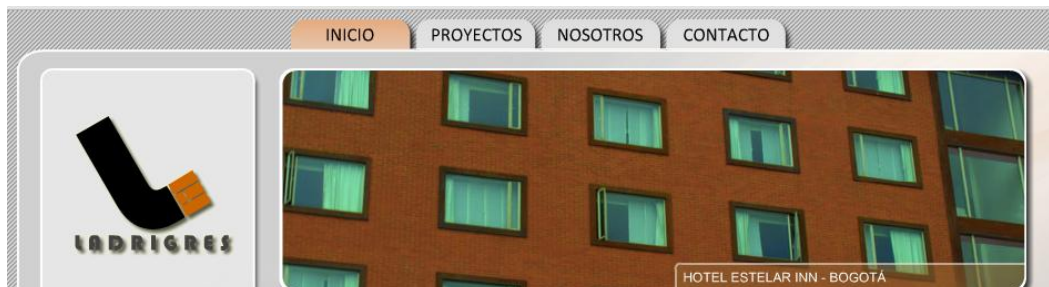 INICIO
PROYECTOS
NOSOTROS
CONTACTO
LADRIGRES
HOTEL ESTELAR INN - BOGOTÁ